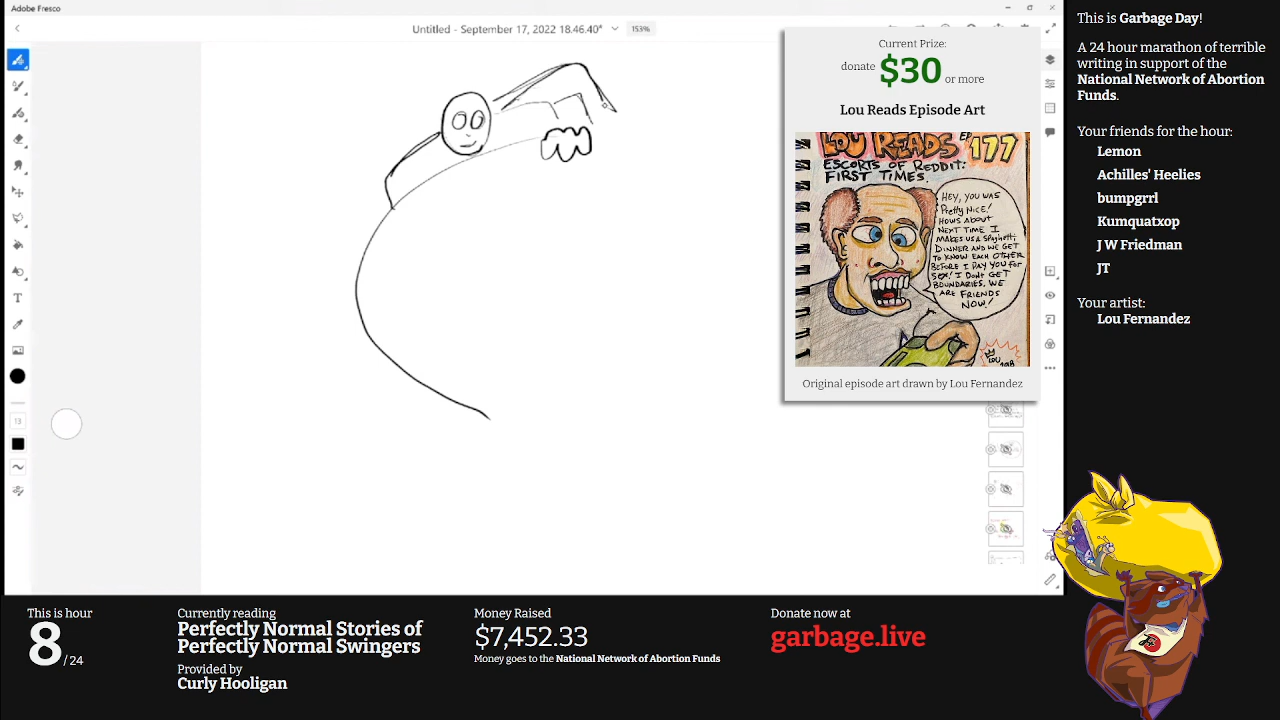 Adobe Fresco
Untitled - September 17, 2022 18.46.40*
153%
13
Current Prize:
donate $30 or more
Lou Reads Episode Art
LOU READS EP 177
ESCORTS OF REDDIT:
FIRST TIMES.
HEY, YOU WAS
Pretty NICE!
HOWS ABOUT
NEXT TIME I
MAKES US A SPAGHETTI
DINNER AND WE GET
TO KNOW EACH OTHER
BEFORE I PAY YOU FOR
SEX! I DONT GET
BOUNDARIES. WE
ARE FRIENDS
NOW!
LOU
Original episode art drawn by Lou Fernandez
This is Garbage Day!
A 24 hour marathon of terrible
writing in support of the
National Network of Abortion
Funds.
Your friends for the hour:
Lemon
Achilles' Heelies
bumpgrrl
Kumquatxop
J W Friedman
JT
Your artist:
Lou Fernandez
This is hour
8/24
Currently reading
Perfectly Normal Stories of
Perfectly Normal Swingers
Provided by
Curly Hooligan
Money Raised
$7,452.33
Money goes to the National Network of Abortion Funds
Donate now at
garbage.live